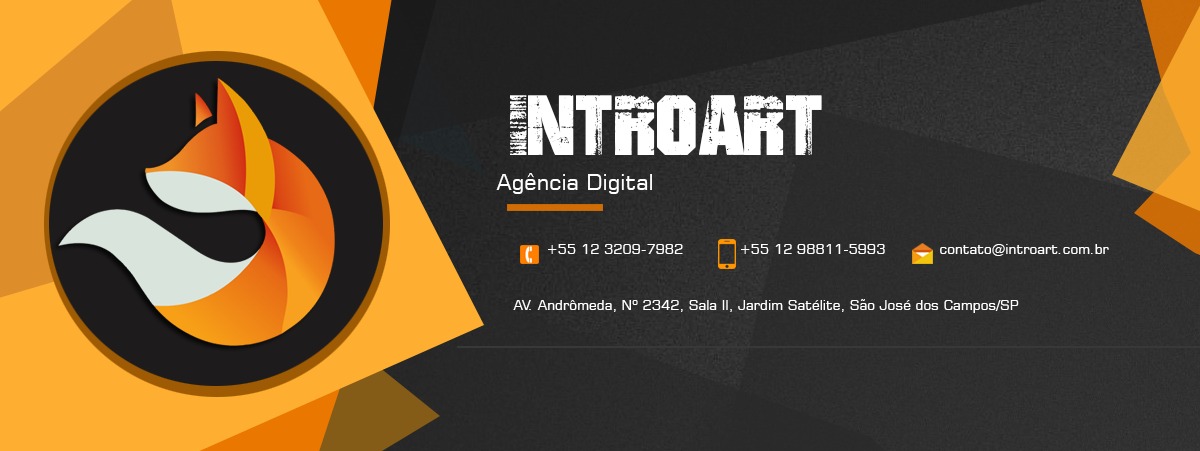 INTROART
Agência Digital
+55 12 3209-7982 +55 12 98811-5993 contato@introart.com.br
AV. Andrômeda, Nº 2342, Sala II, Jardim Satélite, São José dos Campos/SP